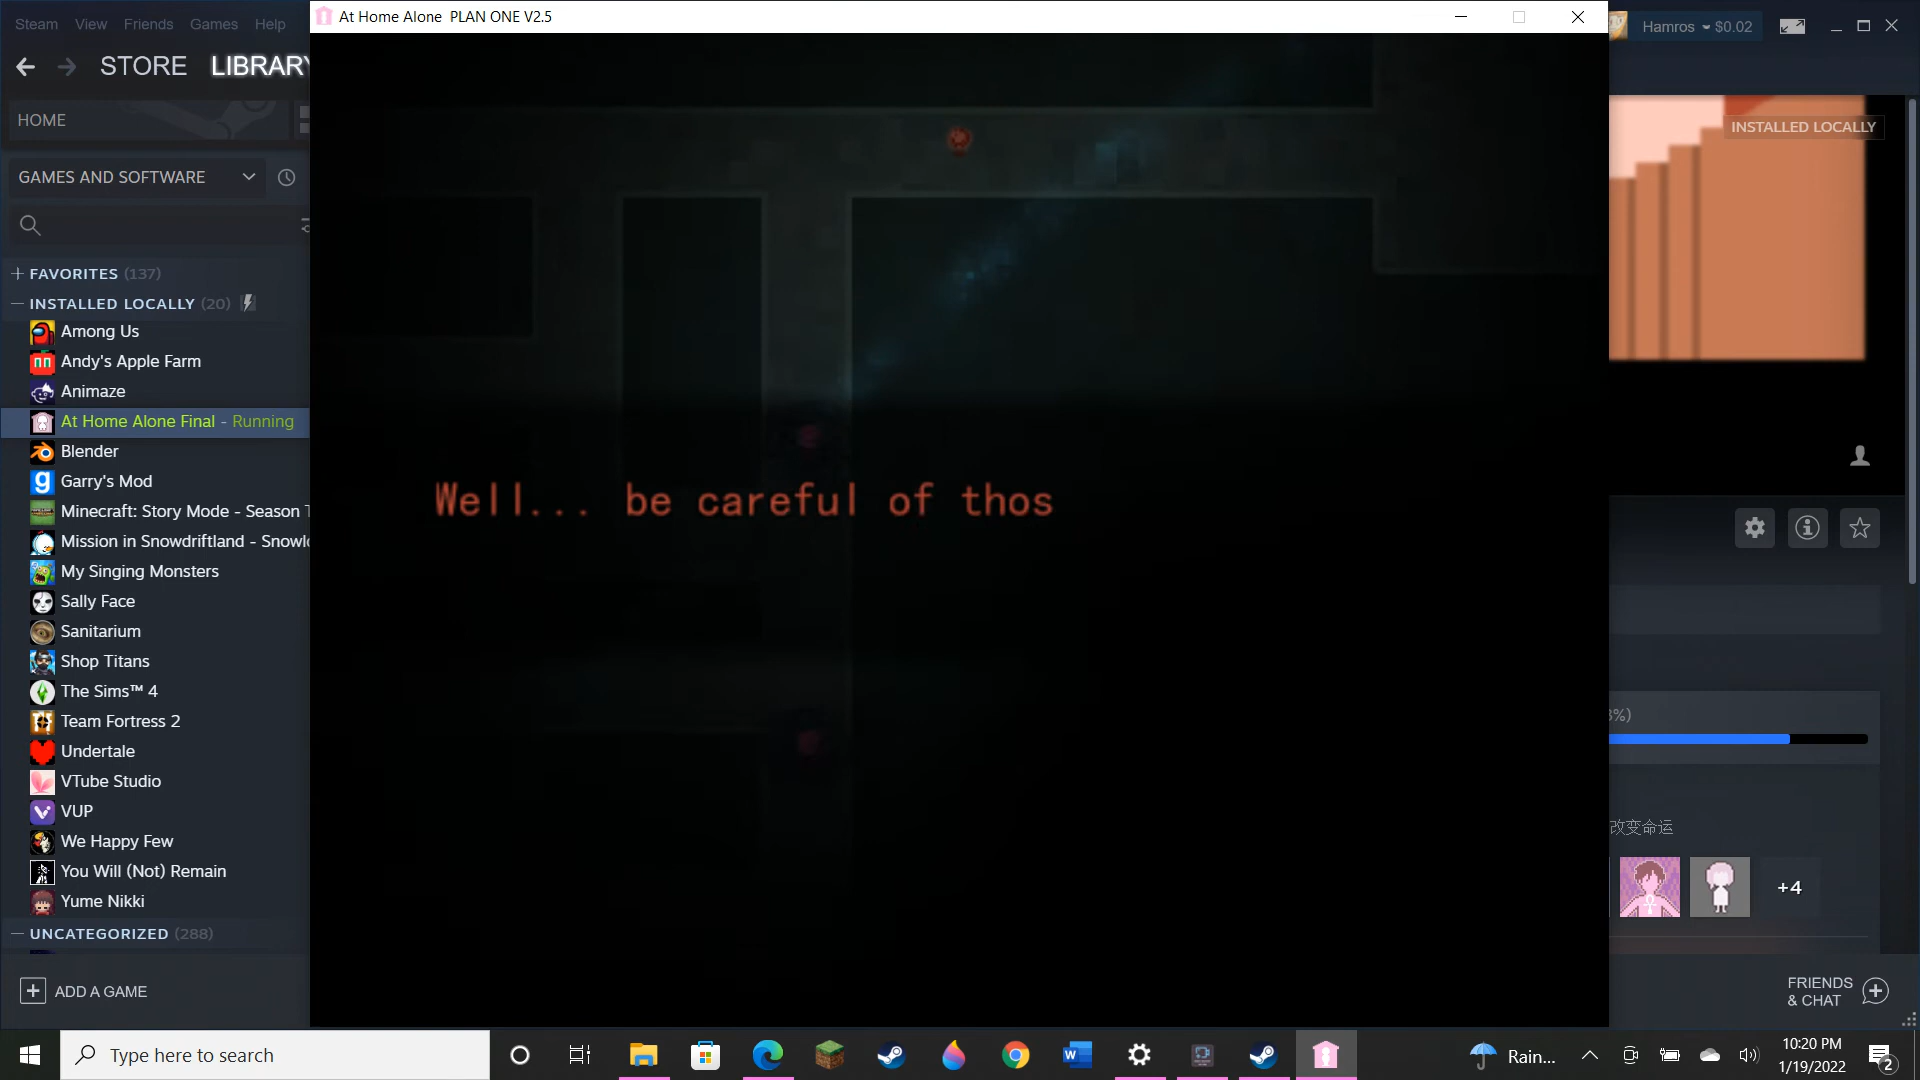 Steam View Friends Games Help
At Home Alone PLAN ONE V2.5
Hamros $0.02
STORE LIBRARY
HOME
INSTALLED LOCALLY
GAMES AND SOFTWARE
FAVORITES (137)
INSTALLED LOCALLY (20)
Among Us
Andy's Apple Farm
Animaze
At Home Alone Final - Running
Blender
Garry's Mod
Minecraft: Story Mode - Season
Mission in Snowdriftland -
My Singing Monsters
Sally Face
Sanitarium
Shop Titans
The Sims™ 4
Team Fortress 2
Undertale
VTube Studio
VUP
We Happy Few
You Will (Not) Remain
Yume Nikki
UNCATEGORIZED (288)
ADD A GAME
Well... be careful of thos
%)
改变命运
+4
FRIENDS
& CHAT
Type here to search
Rain...
10:20 PM
1/19/2022
2